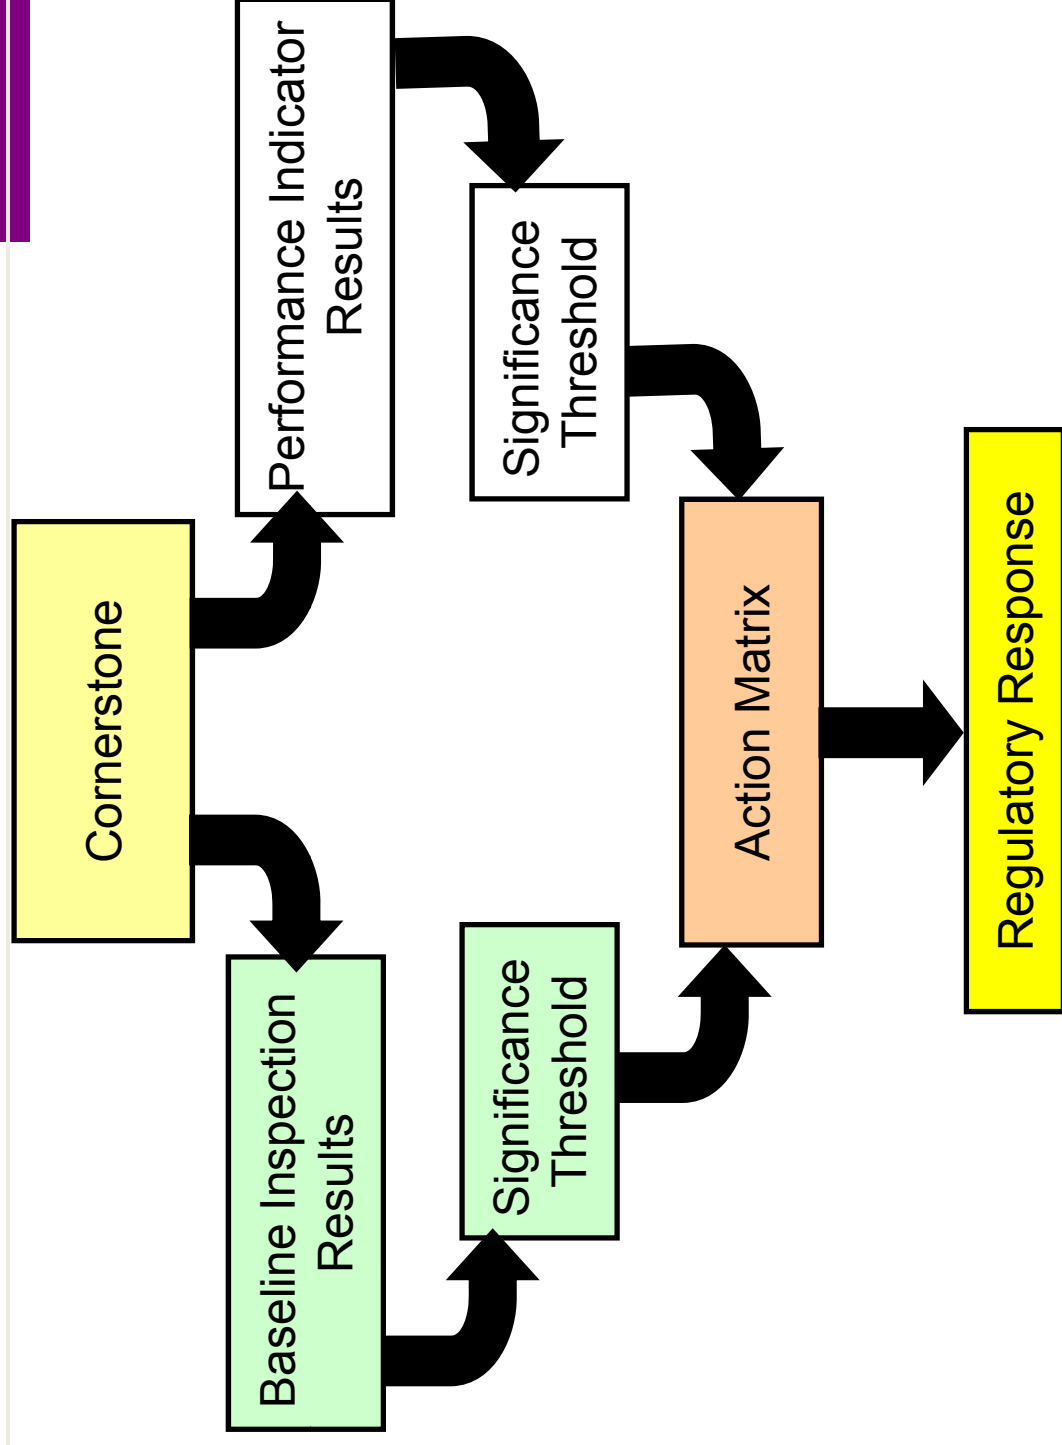 Cornerstone
Baseline Inspection
Results
Performance Indicator
Results
Significance
Threshold
Significance
Threshold
Action Matrix
Regulatory Response